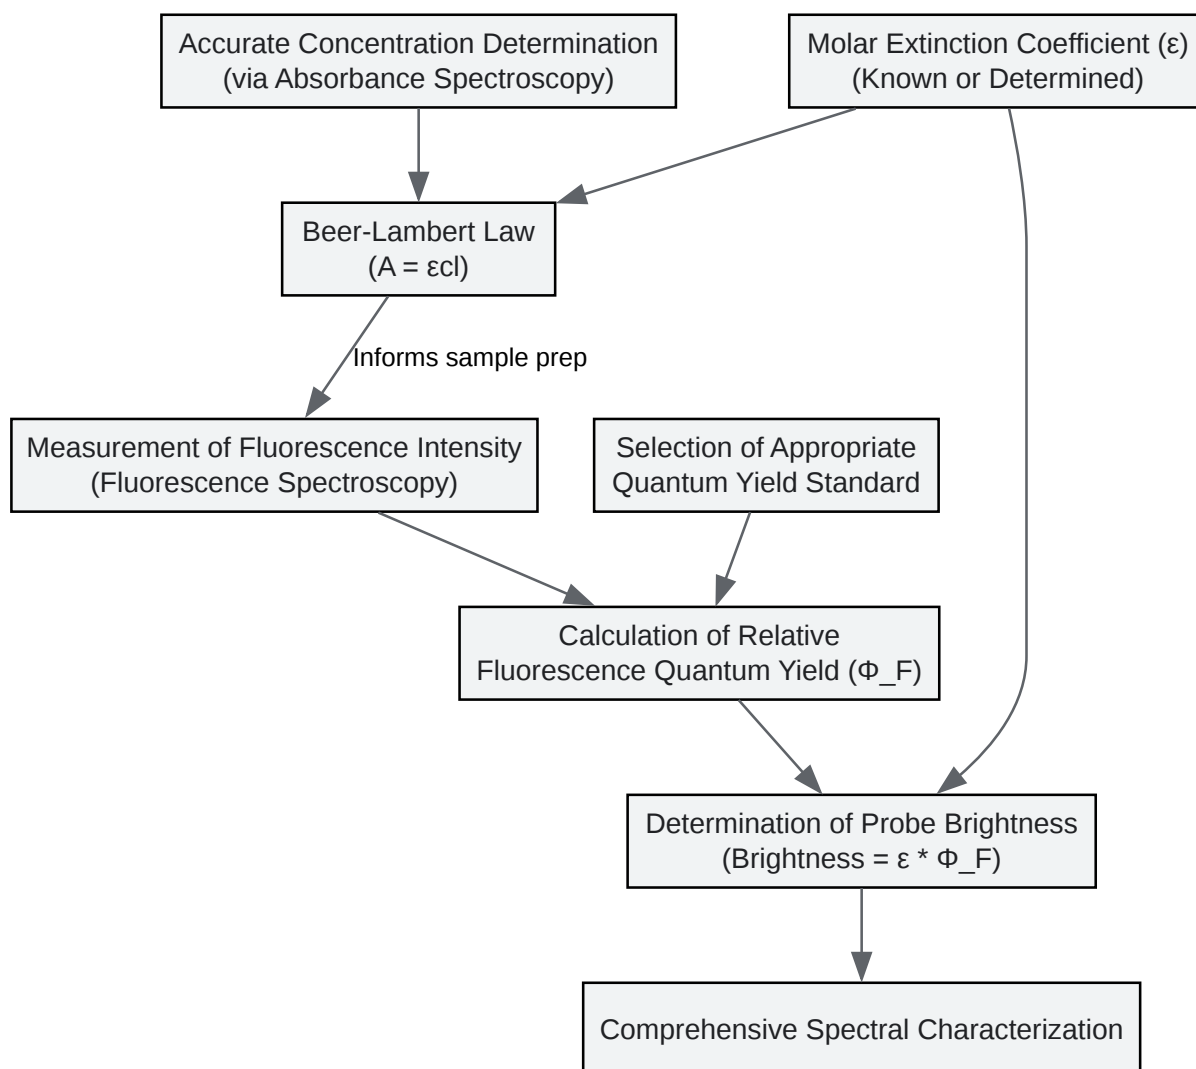 Accurate Concentration Determination
(via Absorbance Spectroscopy)
Molar Extinction Coefficient (ε)
(Known or Determined)
Beer-Lambert Law
(A = εcl)
Informs sample prep
Measurement of Fluorescence Intensity
(Fluorescence Spectroscopy)
Selection of Appropriate
Quantum Yield Standard
Calculation of Relative
Fluorescence Quantum Yield (Φ_F)
Determination of Probe Brightness
(Brightness = ε * Φ_F)
Comprehensive Spectral Characterization